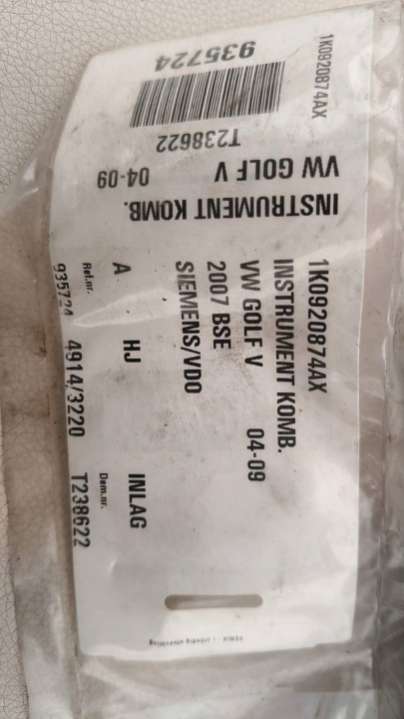 1K0920874AX
INSTRUMENT KOMB.
VW GOLF V 04-09
2007 BSE
SIEMENS/VDO
A HJ INLAG
Ref.nr. Dem.nr.
935724 4914/3220 T238622
INSTRUMENT KOMB.
VW GOLF V 04-09
T238622
935724
1K0920874AX